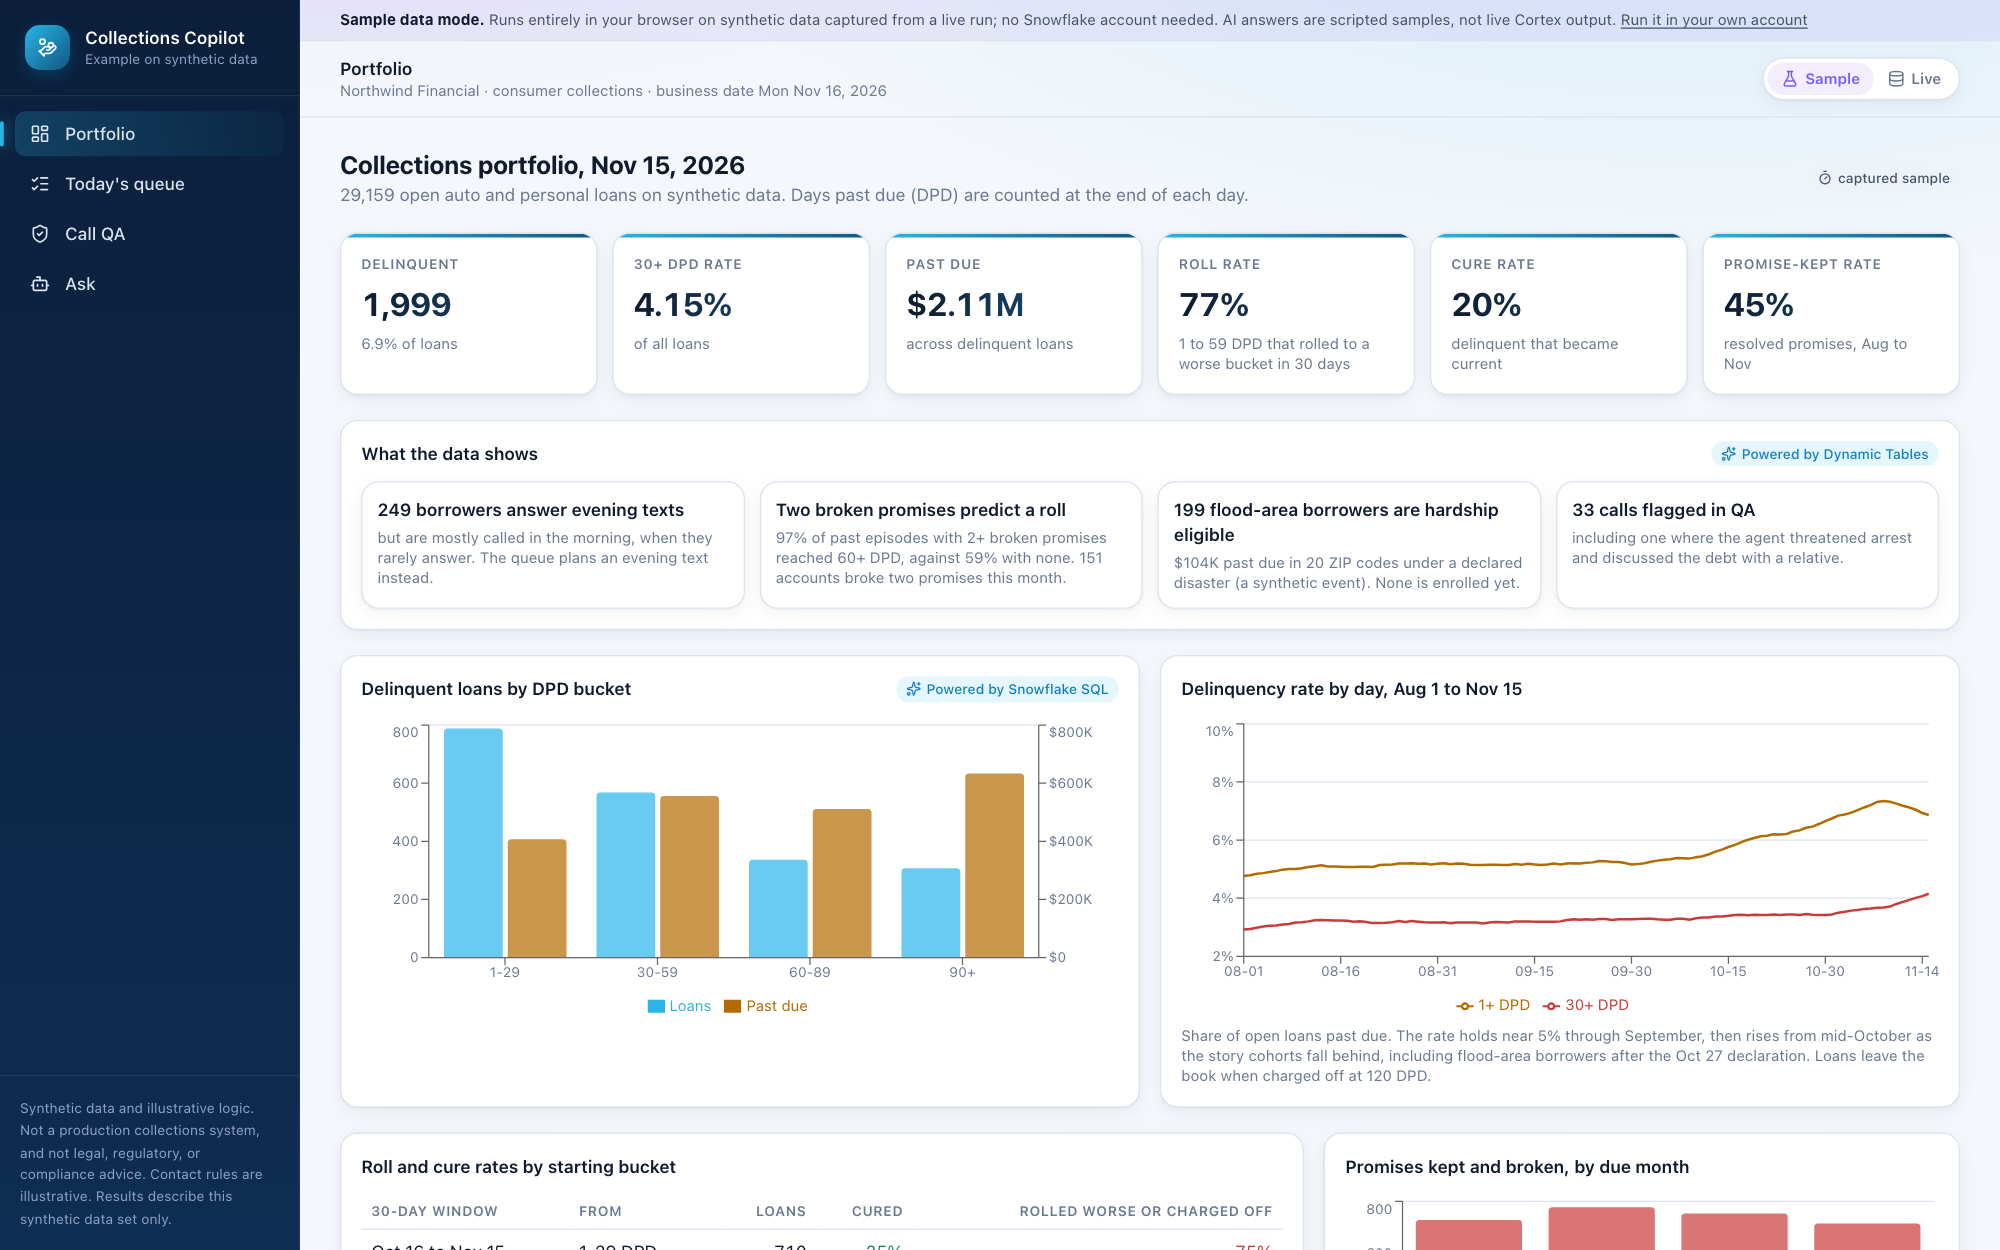 Collections Copilot
Example on synthetic data
Portfolio
Today's queue
Call QA
Ask
Synthetic data and illustrative logic.
Not a production collections system,
and not legal, regulatory, or
compliance advice. Contact rules are
illustrative. Results describe this
synthetic data set only.
Sample data mode. Runs entirely in your browser on synthetic data captured from a live run; no Snowflake account needed. AI answers are scripted samples, not live Cortex output. Run it in your own account
Portfolio
Northwind Financial · consumer collections · business date Mon Nov 16, 2026
Sample
Live
Collections portfolio, Nov 15, 2026
29,159 open auto and personal loans on synthetic data. Days past due (DPD) are counted at the end of each day.
captured sample
DELINQUENT
1,999
6.9% of loans
30+ DPD RATE
4.15%
of all loans
PAST DUE
$2.11M
across delinquent loans
ROLL RATE
77%
1 to 59 DPD that rolled to a
worse bucket in 30 days
CURE RATE
20%
delinquent that became
current
PROMISE-KEPT RATE
45%
resolved promises, Aug to
Nov
What the data shows
Powered by Dynamic Tables
249 borrowers answer evening texts
but are mostly called in the morning, when they
rarely answer. The queue plans an evening text
instead.
Two broken promises predict a roll
97% of past episodes with 2+ broken promises
reached 60+ DPD, against 59% with none. 151
accounts broke two promises this month.
199 flood-area borrowers are hardship
eligible
$104K past due in 20 ZIP codes under a declared
disaster (a synthetic event). None is enrolled yet.
33 calls flagged in QA
including one where the agent threatened arrest
and discussed the debt with a relative.
Delinquent loans by DPD bucket
Powered by Snowflake SQL
800
600
400
200
0
$800K
$600K
$400K
$200K
$0
1-29
30-59
60-89
90+
Loans
Past due
Delinquency rate by day, Aug 1 to Nov 15
10%
8%
6%
4%
2%
08-01
08-16
08-31
09-15
09-30
10-15
10-30
11-14
1+ DPD
30+ DPD
Share of open loans past due. The rate holds near 5% through September, then rises from mid-October as
the story cohorts fall behind, including flood-area borrowers after the Oct 27 declaration. Loans leave the
book when charged off at 120 DPD.
Roll and cure rates by starting bucket
30-DAY WINDOW
FROM
LOANS
CURED
ROLLED WORSE OR CHARGED OFF
Oct 16 to Nov 15
1-29 DPD
710
25%
75%
Promises kept and broken, by due month
800